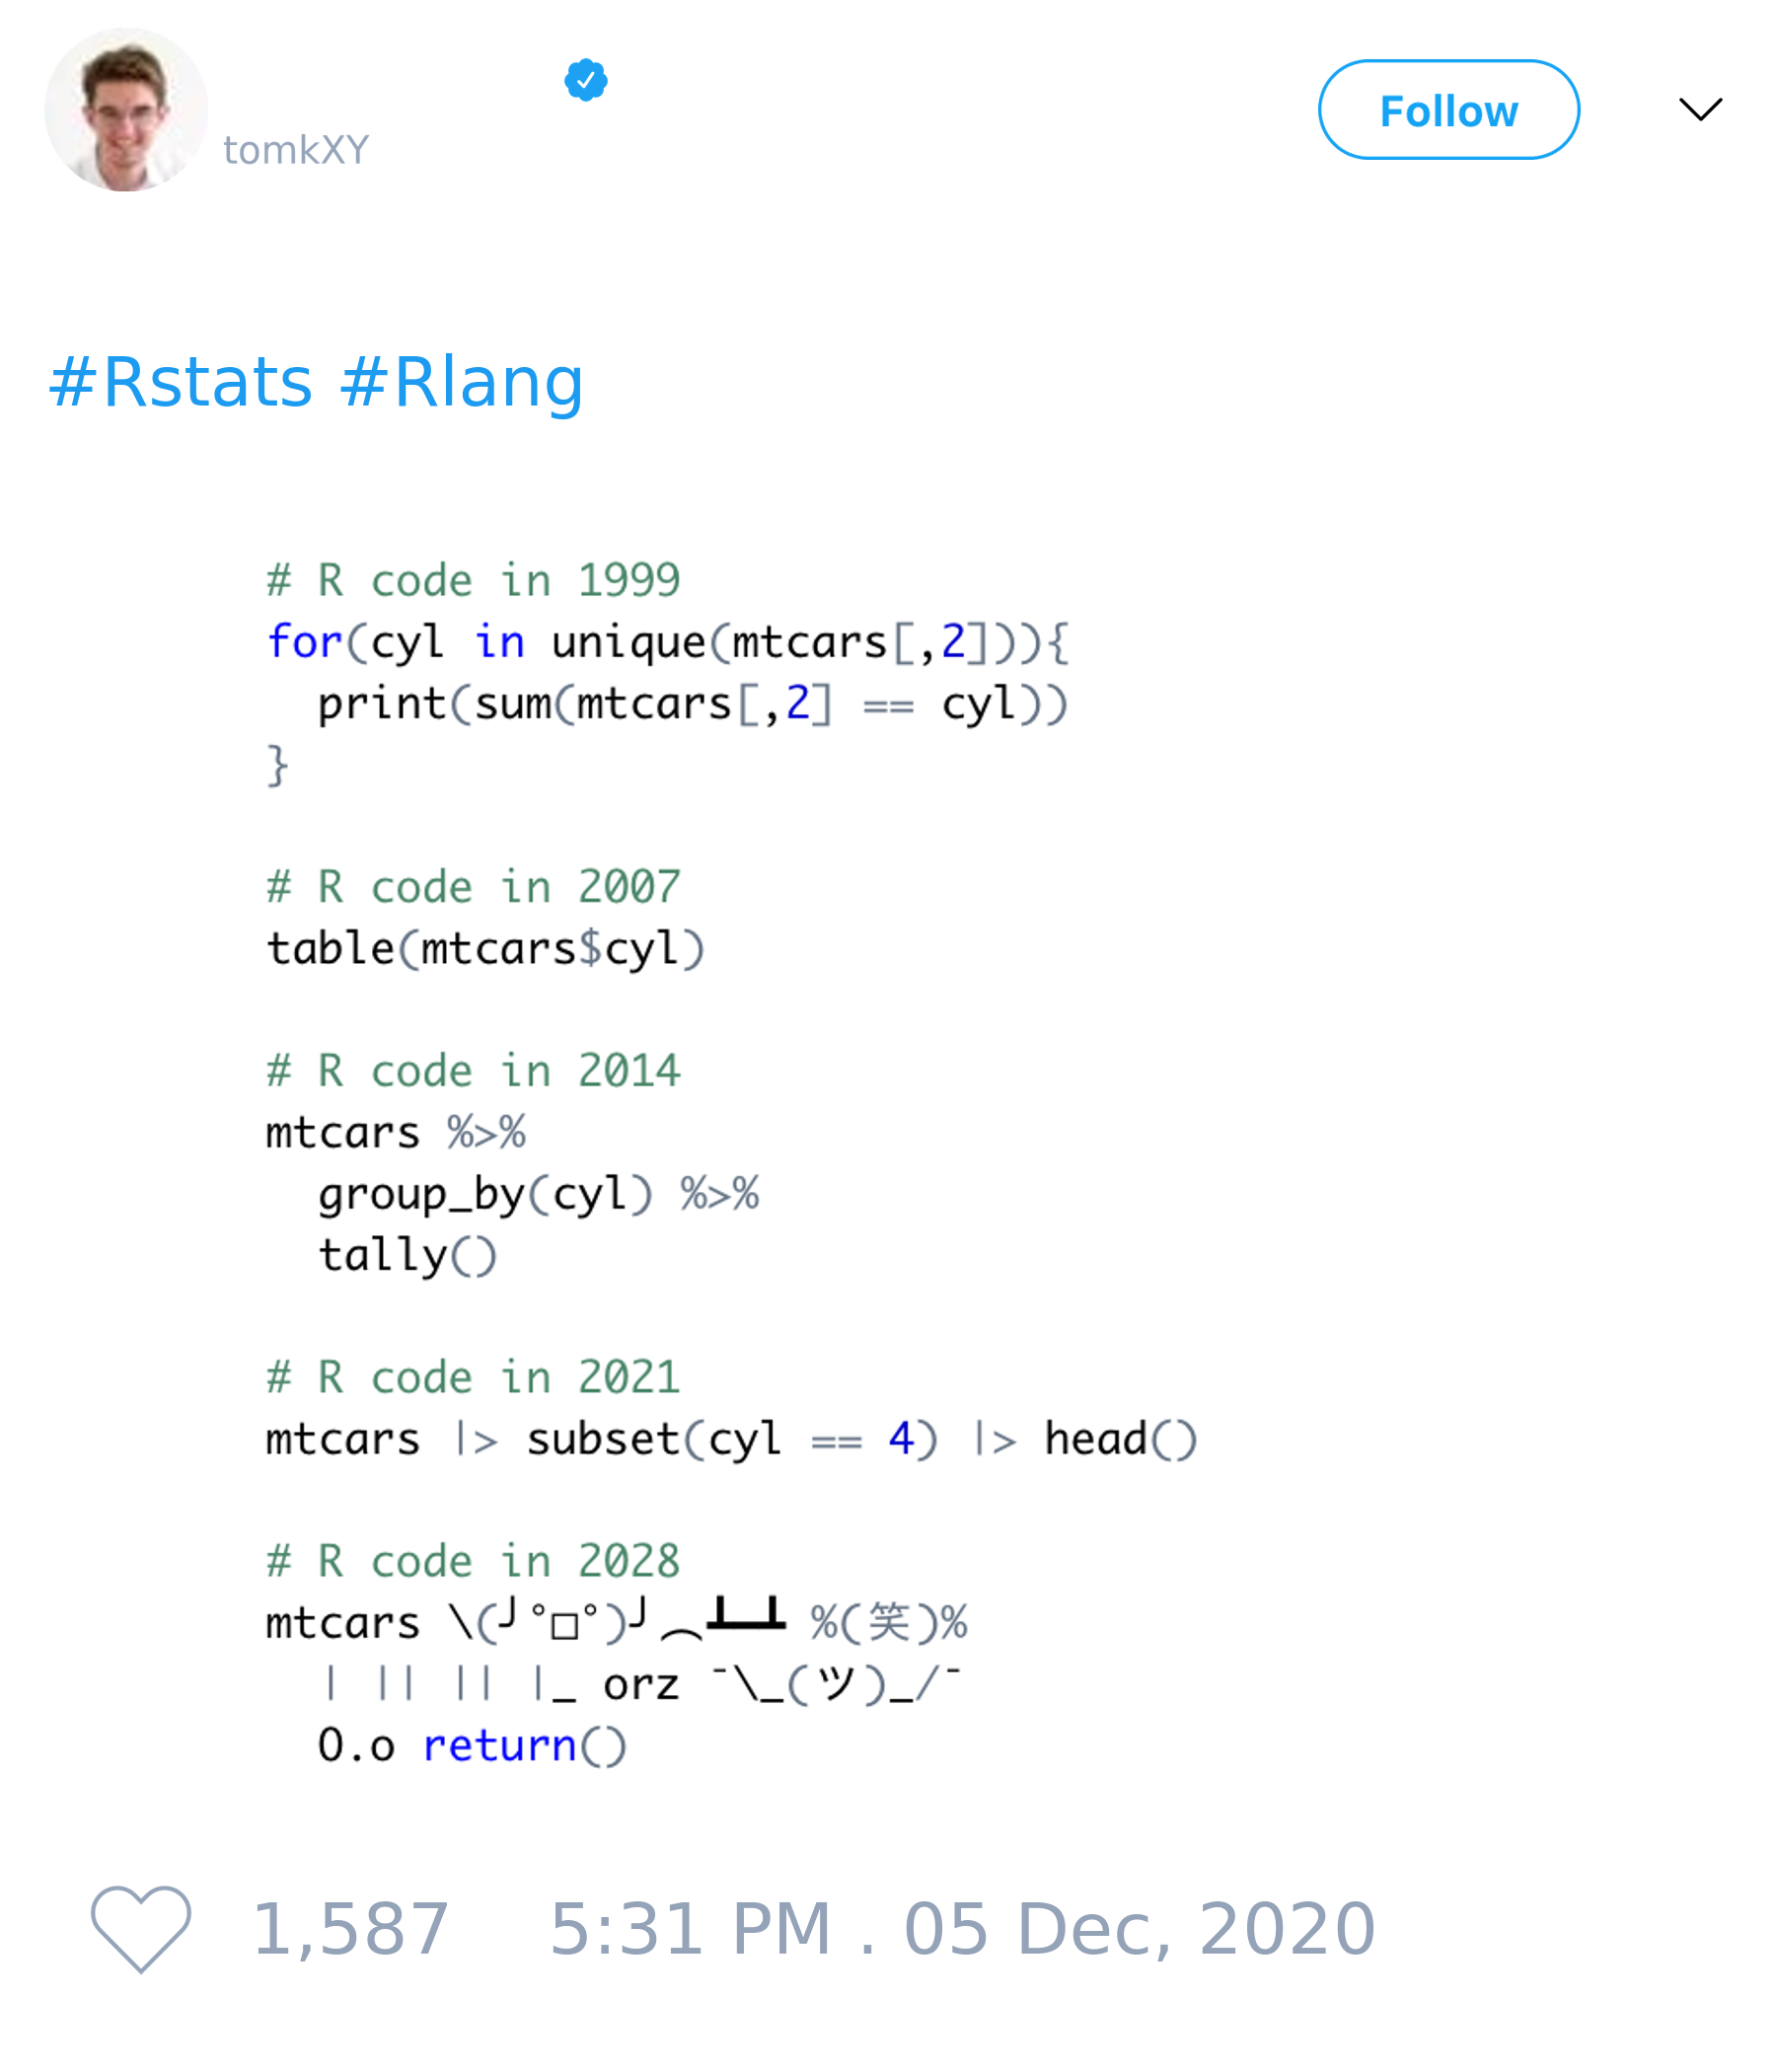 tomkXY
Follow
#Rstats #Rlang
# R code in 1999
for(cyl in unique(mtcars[,2])){
  print(sum(mtcars[,2] == cyl))
}
# R code in 2007
table(mtcars$cyl)
# R code in 2014
mtcars %>%
  group_by(cyl) %>%
  tally()
# R code in 2021
mtcars |> subset(cyl == 4) |> head()
# R code in 2028
mtcars \(╯°□°)╯︵┻━┻ %(笑)%
  | || || |_ orz ¯\_(ツ)_/¯
  O.o return()
1,587 5:31 PM . 05 Dec, 2020